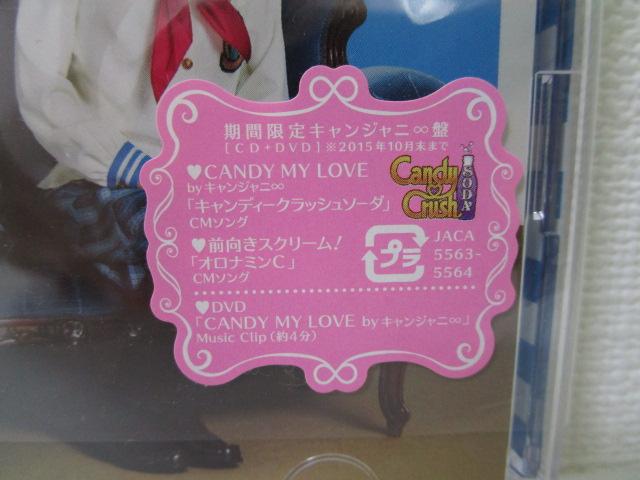 期間限定キャンジャニ∞盤
[CD+DVD]※2015年10月末まで
♥CANDY MY LOVE
byキャンジャニ∞
「キャンディークラッシュソーダ」
CMソング
Candy Crush SODA
♥前向きスクリーム!
「オロナミンC」
CMソング
プラ
JACA
5563-
5564
♥DVD
「CANDY MY LOVE byキャンジャニ∞」
Music Clip(約4分)